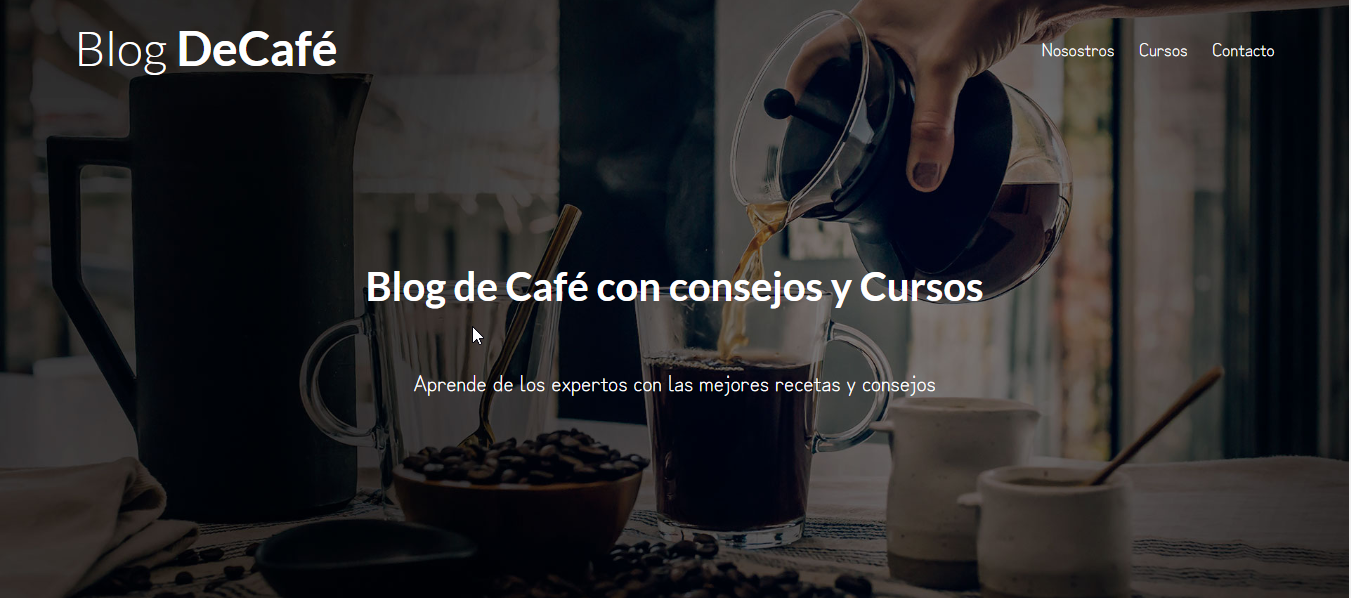 Blog DeCafé
Nosostros Cursos Contacto
Blog de Café con consejos y Cursos
Aprende de los expertos con las mejores recetas y consejos